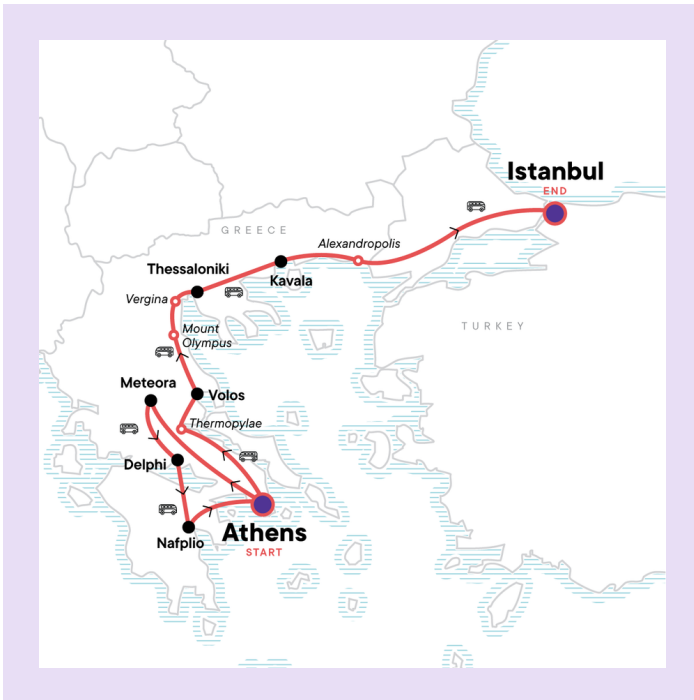 Istanbul
END
GREECE
Alexandropolis
Thessaloniki
Kavala
Vergina
TURKEY
Mount
Olympus
Meteora
Volos
Thermopylae
Delphi
Athens
START
Nafplio